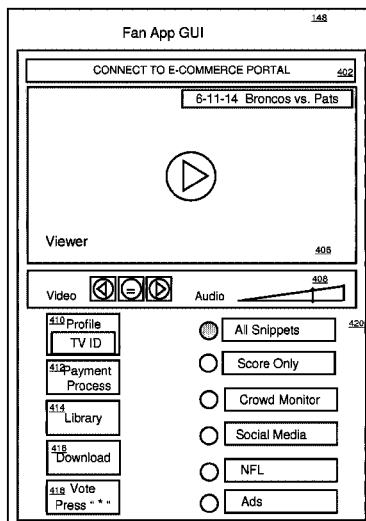 148
Fan App GUI
CONNECT TO E-COMMERCE PORTAL 402
6-11-14 Broncos vs. Pats
Viewer
405
Video
=
Audio
408
410 Profile
TV ID
412 Payment
Process
414
Library
416
Download
418 Vote
Press "*"
420
All Snippets
Score Only
Crowd Monitor
Social Media
NFL
Ads